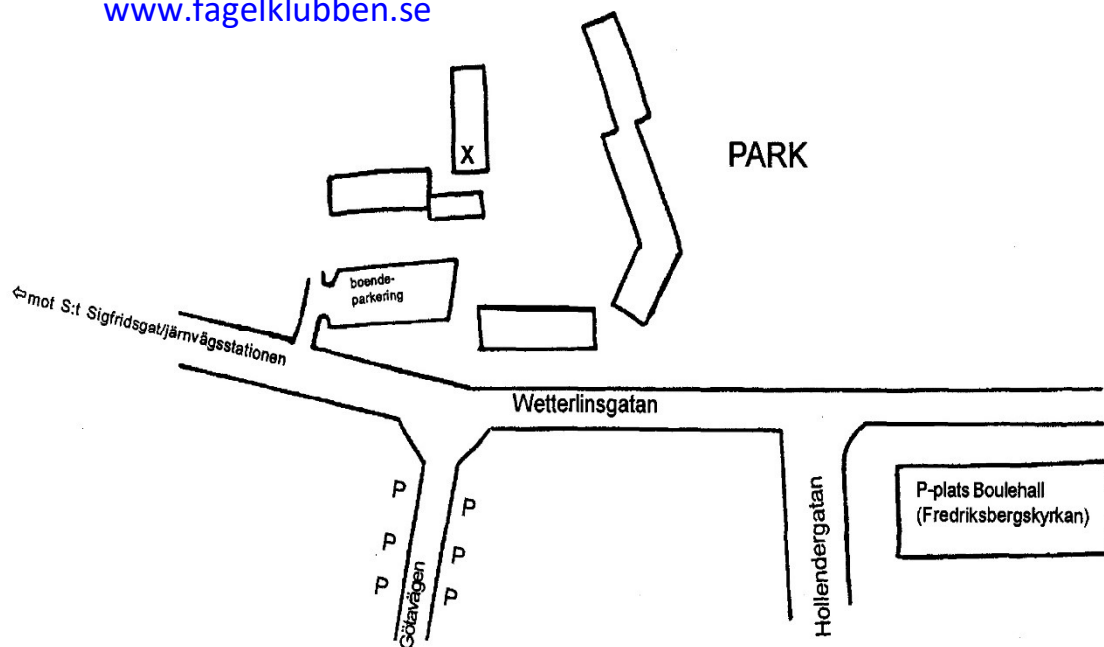 www.fagelklubben.se
PARK
X
boende-
parkering
⇦mot S:t Sigfridsgat/järnvägsstationen
Wetterlinsgatan
P
P
P
P
P
P
Götavägen
Hollendergatan
P-plats Boulehall
(Fredriksbergskyrkan)